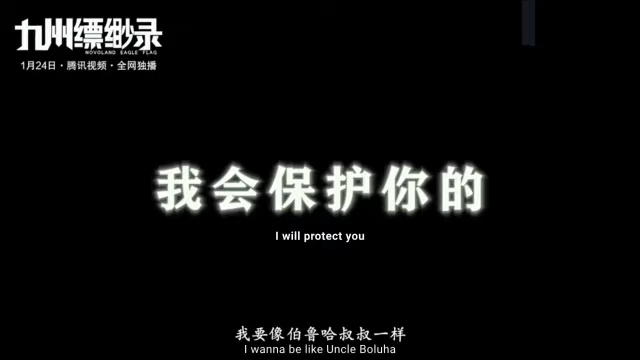 九州缥缈录
NOVOLAND EAGLE FLAG
1月24日·腾讯视频·全网独播
我会保护你的
I will protect you
我要像伯鲁哈叔叔一样
I wanna be like Uncle Boluha